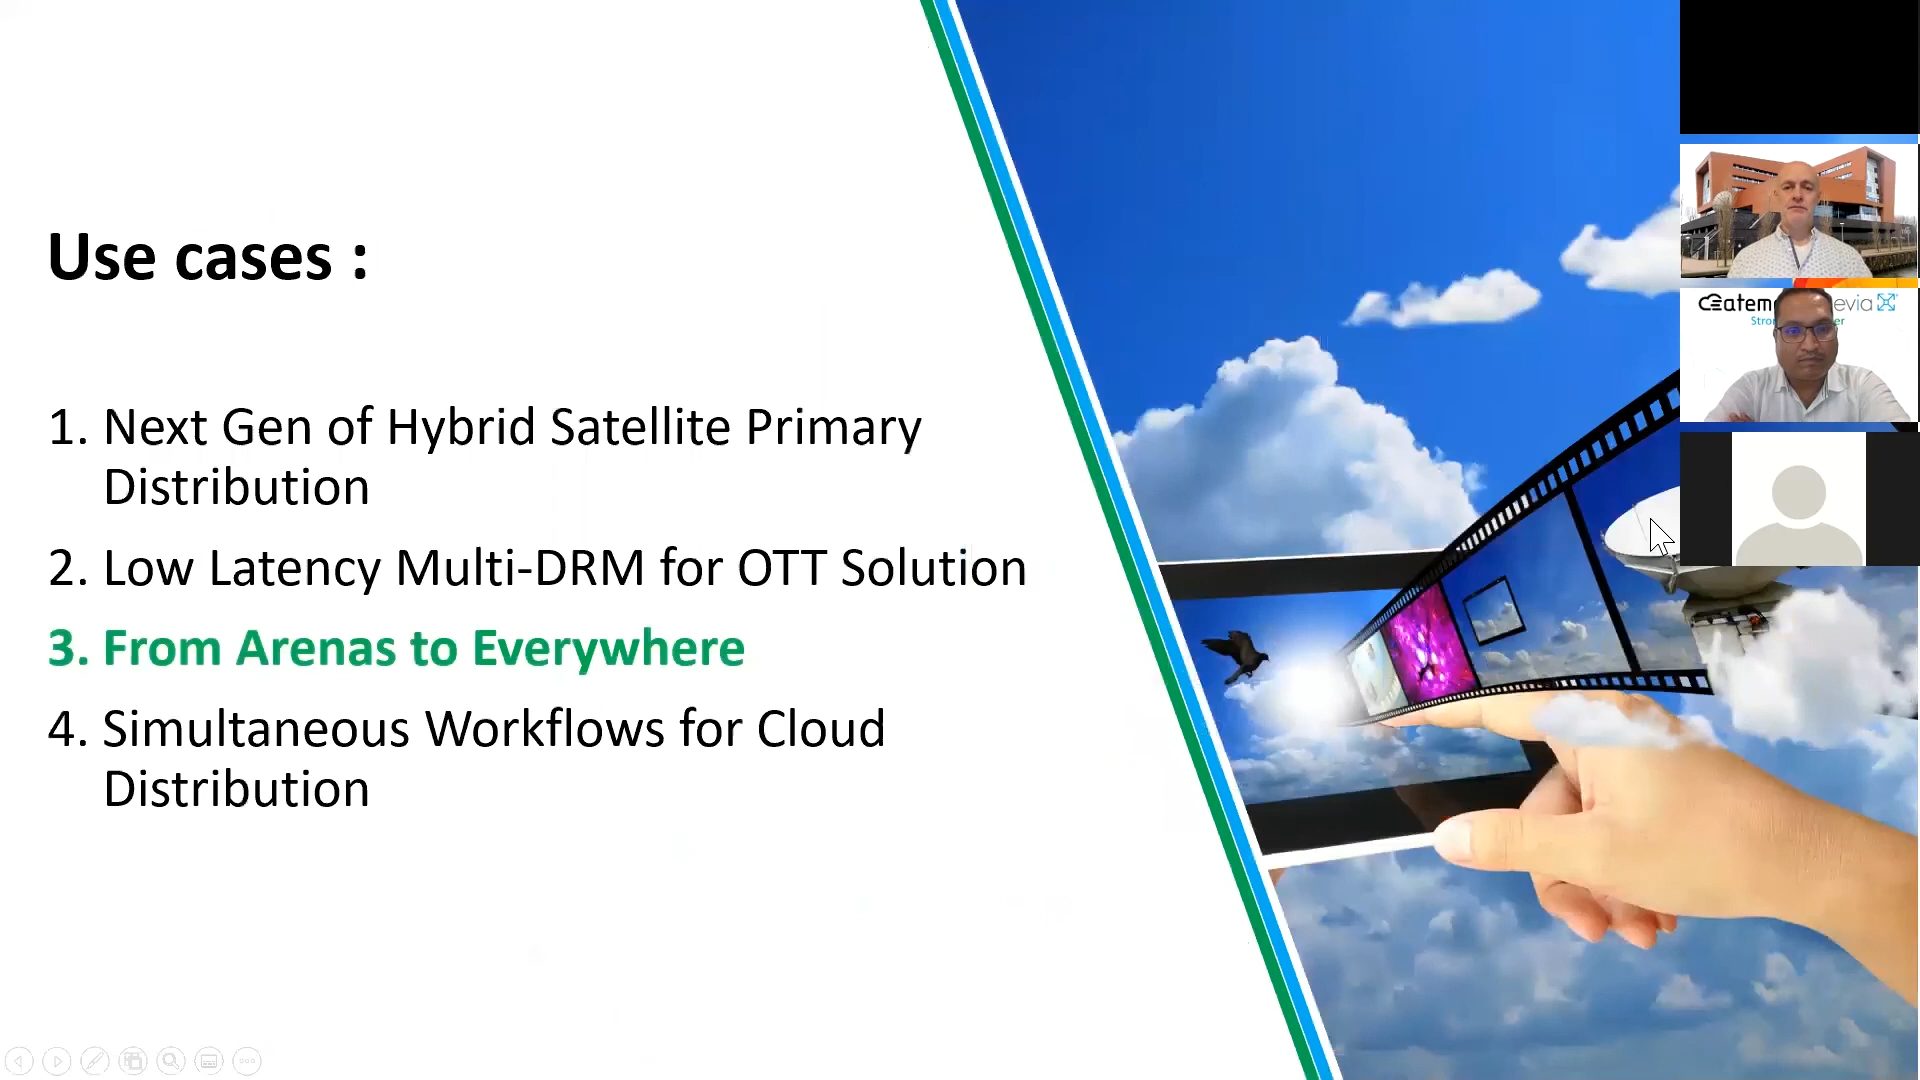 Use cases :
1. Next Gen of Hybrid Satellite Primary
Distribution
2. Low Latency Multi-DRM for OTT Solution
3. From Arenas to Everywhere
4. Simultaneous Workflows for Cloud
Distribution